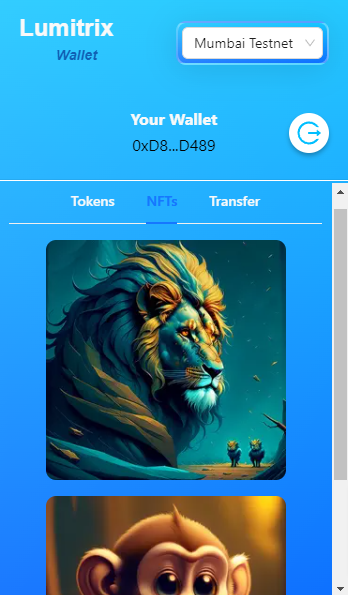 Lumitrix
Wallet
Mumbai Testnet
Your Wallet
0xD8...D489
Tokens NFTs Transfer